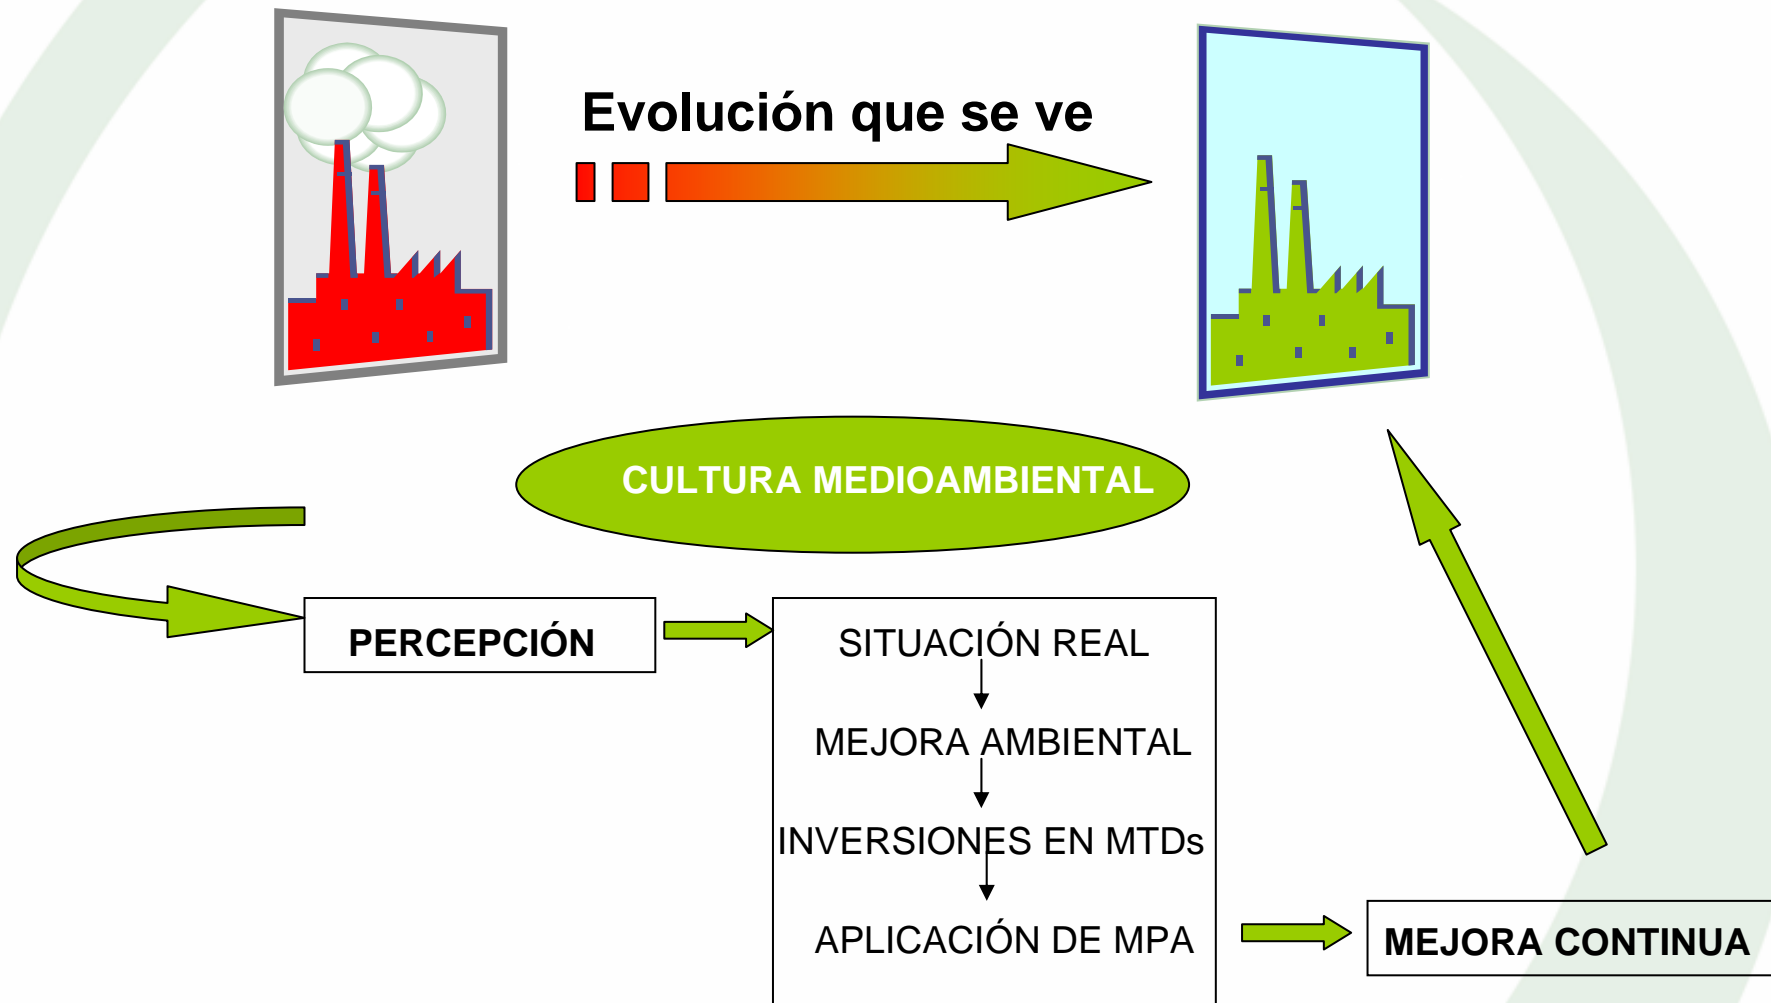 Evolución que se ve
CULTURA MEDIOAMBIENTAL
PERCEPCIÓN
SITUACIÓN REAL
MEJORA AMBIENTAL
INVERSIONES EN MTDs
APLICACIÓN DE MPA
MEJORA CONTINUA